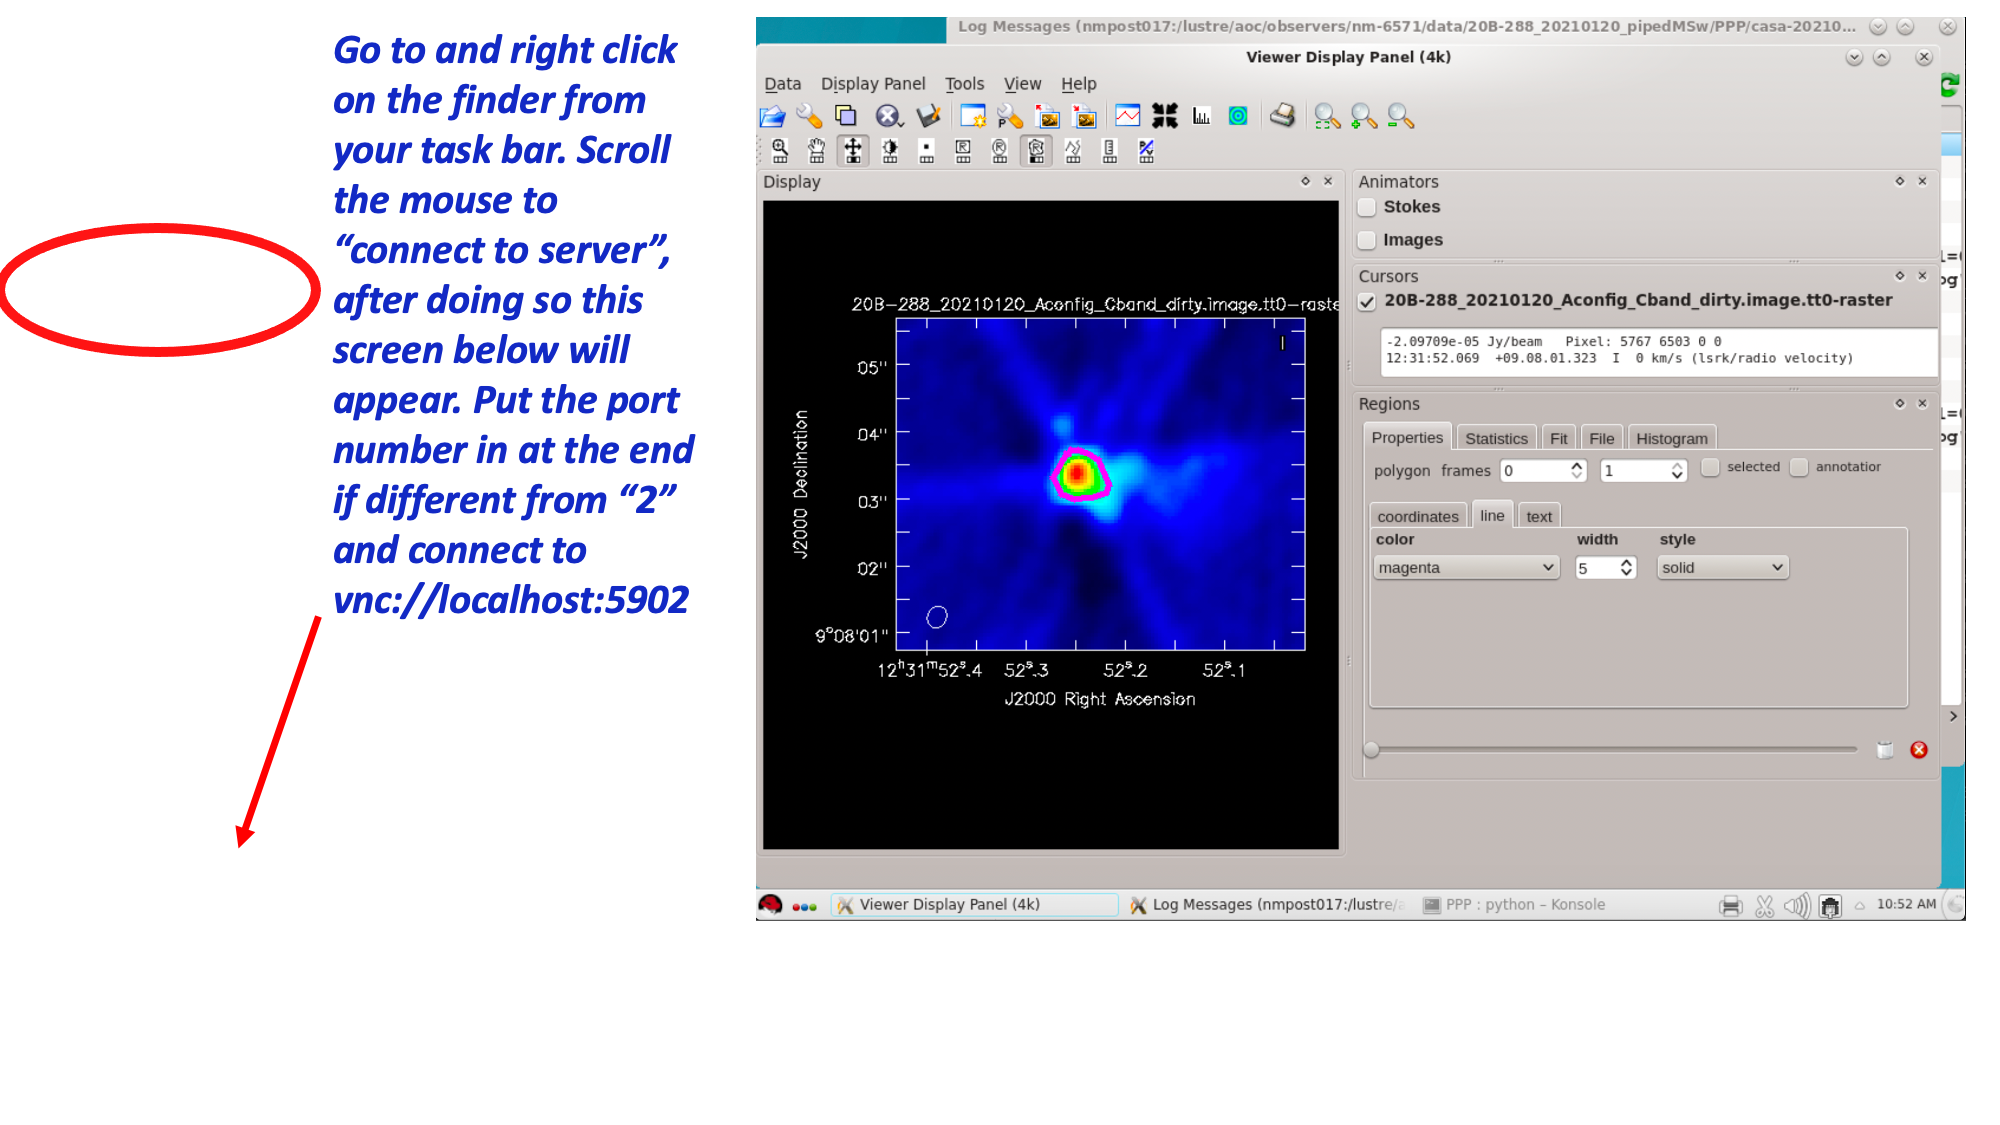 Go to and right click
on the finder from
your task bar. Scroll
the mouse to
“connect to server”,
after doing so this
screen below will
appear. Put the port
number in at the end
if different from “2”
and connect to
vnc://localhost:5902
Log Messages (nmpost017:/lustre/aoc/observers/nm-6571/data/20B-288_20210120_pipedMSw/PPP/casa-20210...
Viewer Display Panel (4k)
Data Display Panel Tools View Help
Display
20B-288_20210120_Aconfig_Cband_dirty.image.tt0-raste
05"
04"
03"
02"
9°08'01"
J2000 Declination
12h31m52s.4 52s.3 52s.2 52s.1
J2000 Right Ascension
Animators
Stokes
Images
Cursors
20B-288_20210120_Aconfig_Cband_dirty.image.tt0-raster
-2.09709e-05 Jy/beam Pixel: 5767 6503 0 0
12:31:52.069 +09.08.01.323 I 0 km/s (lsrk/radio velocity)
Regions
Properties Statistics Fit File Histogram
polygon frames 0 1 selected annotatior
coordinates line text
color width style
magenta 5 solid
Viewer Display Panel (4k) Log Messages (nmpost017:/lustre/a PPP : python – Konsole 10:52 AM